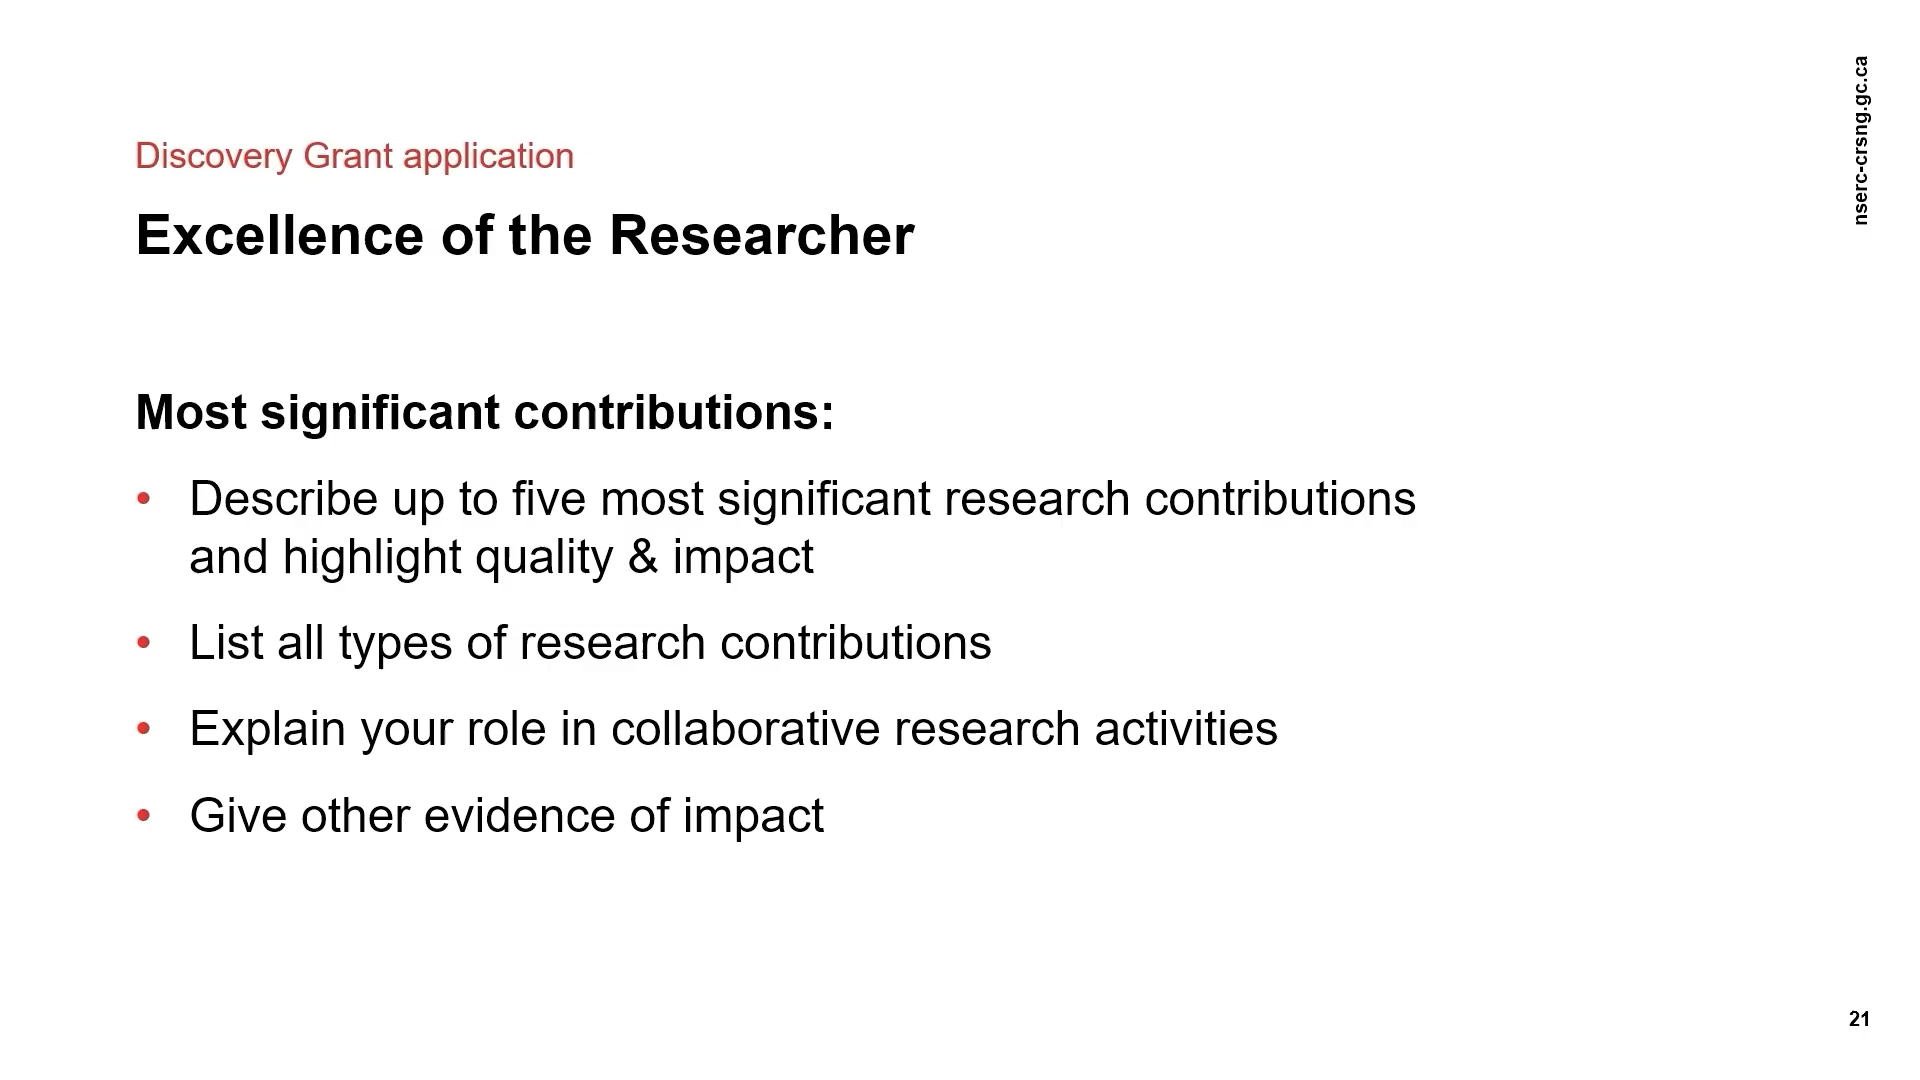 nserc-crsng.gc.ca
Discovery Grant application
Excellence of the Researcher
Most significant contributions:
• Describe up to five most significant research contributions
and highlight quality & impact
• List all types of research contributions
• Explain your role in collaborative research activities
• Give other evidence of impact
21